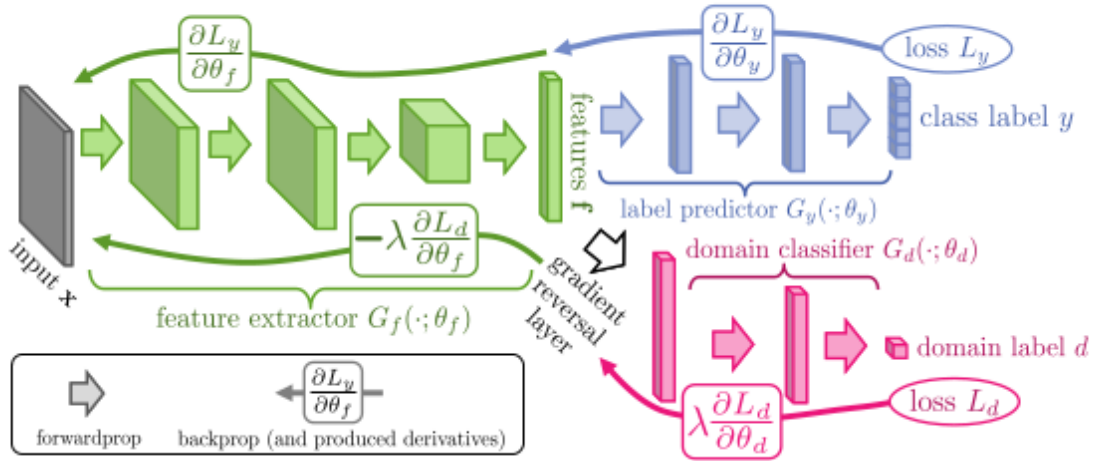 ∂L_y/∂θ_f
∂L_y/∂θ_y
loss L_y
class label y
features f
label predictor G_y(·; θ_y)
input x
−λ ∂L_d/∂θ_f
feature extractor G_f(·; θ_f)
gradient
reversal
layer
domain classifier G_d(·; θ_d)
domain label d
λ ∂L_d/∂θ_d
loss L_d
forwardprop
∂L_y/∂θ_f
backprop (and produced derivatives)